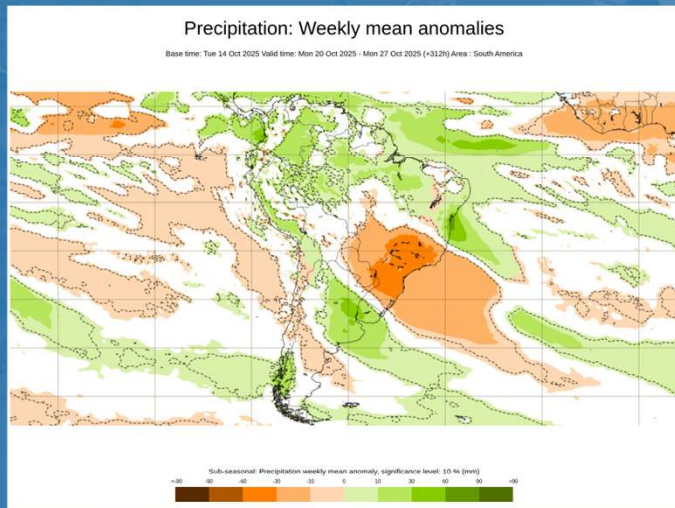 Precipitation: Weekly mean anomalies
Base time: Tue 14 Oct 2025 Valid time: Mon 20 Oct 2025 - Mon 27 Oct 2025 (+312h) Area : South America
Sub-seasonal: Precipitation weekly mean anomaly, significance level: 10 % (mm)
<-90 -90 -60 -30 -10 0 10 30 60 90 >90